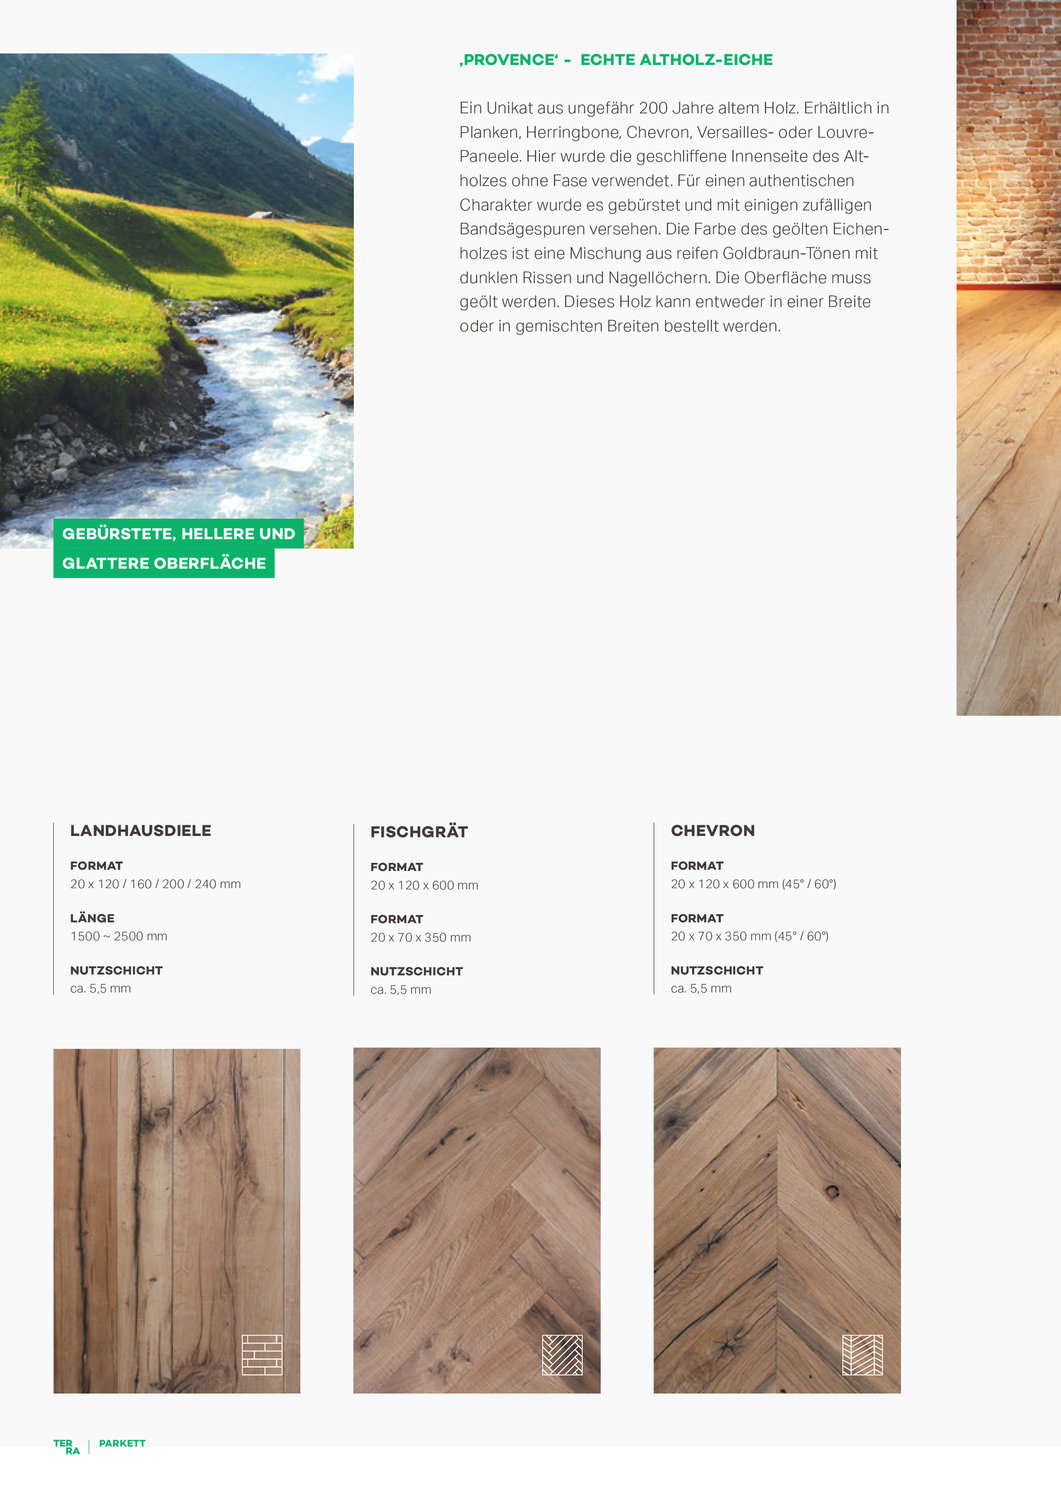 ‚PROVENCE‘ - ECHTE ALTHOLZ-EICHE
Ein Unikat aus ungefähr 200 Jahre altem Holz. Erhältlich in
Planken, Herringbone, Chevron, Versailles- oder Louvre-
Paneele. Hier wurde die geschliffene Innenseite des Alt-
holzes ohne Fase verwendet. Für einen authentischen
Charakter wurde es gebürstet und mit einigen zufälligen
Bandsägespuren versehen. Die Farbe des geölten Eichen-
holzes ist eine Mischung aus reifen Goldbraun-Tönen mit
dunklen Rissen und Nagellöchern. Die Oberfläche muss
geölt werden. Dieses Holz kann entweder in einer Breite
oder in gemischten Breiten bestellt werden.
GEBÜRSTETE, HELLERE UND
GLATTERE OBERFLÄCHE
LANDHAUSDIELE
FORMAT
20 x 120 / 160 / 200 / 240 mm
LÄNGE
1500 ~ 2500 mm
NUTZSCHICHT
ca. 5,5 mm
FISCHGRÄT
FORMAT
20 x 120 x 600 mm
FORMAT
20 x 70 x 350 mm
NUTZSCHICHT
ca. 5,5 mm
CHEVRON
FORMAT
20 x 120 x 600 mm (45° / 60°)
FORMAT
20 x 70 x 350 mm (45° / 60°)
NUTZSCHICHT
ca. 5,5 mm
TER
RA
PARKETT